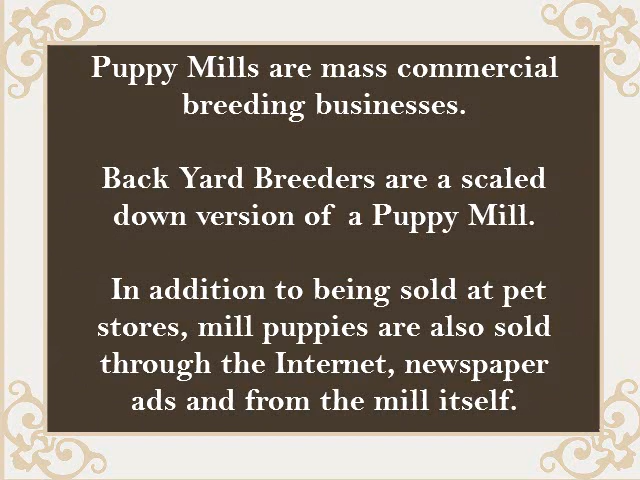 Puppy Mills are mass commercial
breeding businesses.
Back Yard Breeders are a scaled
down version of a Puppy Mill.
In addition to being sold at pet
stores, mill puppies are also sold
through the Internet, newspaper
ads and from the mill itself.